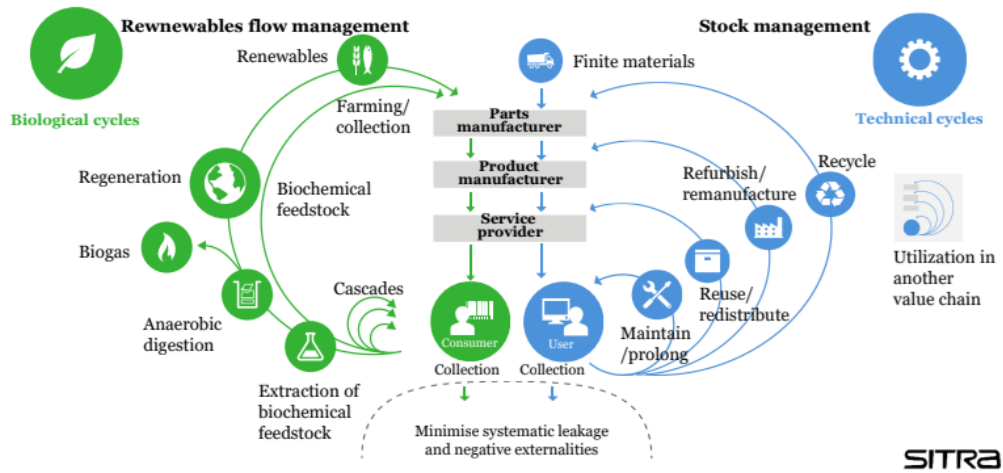 Rewnewables flow management
Stock management
Biological cycles
Technical cycles
Renewables
Finite materials
Farming/
collection
Parts
manufacturer
Product
manufacturer
Service
provider
Regeneration
Biochemical
feedstock
Biogas
Anaerobic
digestion
Cascades
Extraction of
biochemical
feedstock
Consumer
User
Collection
Collection
Maintain
/prolong
Reuse/
redistribute
Refurbish/
remanufacture
Recycle
Utilization in
another
value chain
Minimise systematic leakage
and negative externalities
SITRA